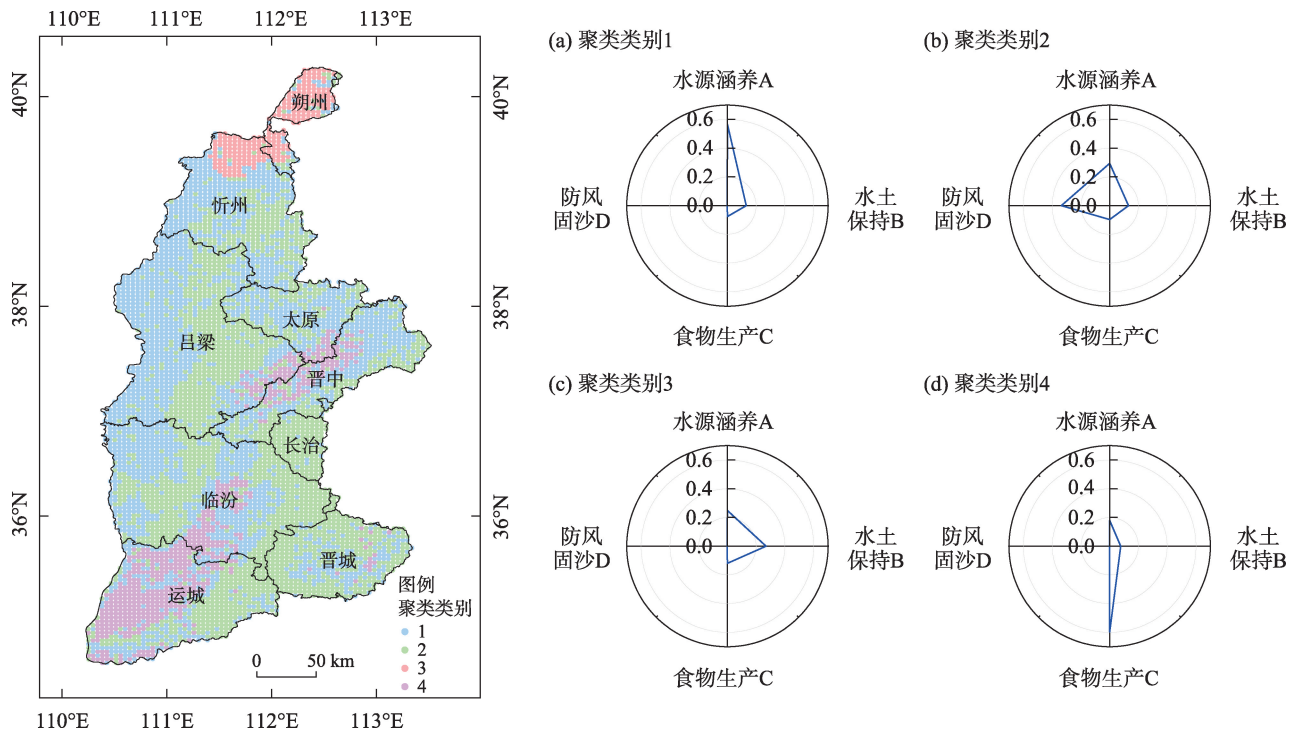 110°E 111°E 112°E 113°E
40°N
38°N
36°N
40°N
38°N
36°N
朔州
忻州
太原
吕梁
晋中
长治
临汾
晋城
运城
图例
聚类类别
1
2
3
4
0 50 km
110°E 111°E 112°E 113°E
(a) 聚类类别1
水源涵养A
0.6
0.4
0.2
0.0
防风
固沙D
水土
保持B
食物生产C
(b) 聚类类别2
水源涵养A
0.6
0.4
0.2
0.0
防风
固沙D
水土
保持B
食物生产C
(c) 聚类类别3
水源涵养A
0.6
0.4
0.2
0.0
防风
固沙D
水土
保持B
食物生产C
(d) 聚类类别4
水源涵养A
0.6
0.4
0.2
0.0
防风
固沙D
水土
保持B
食物生产C